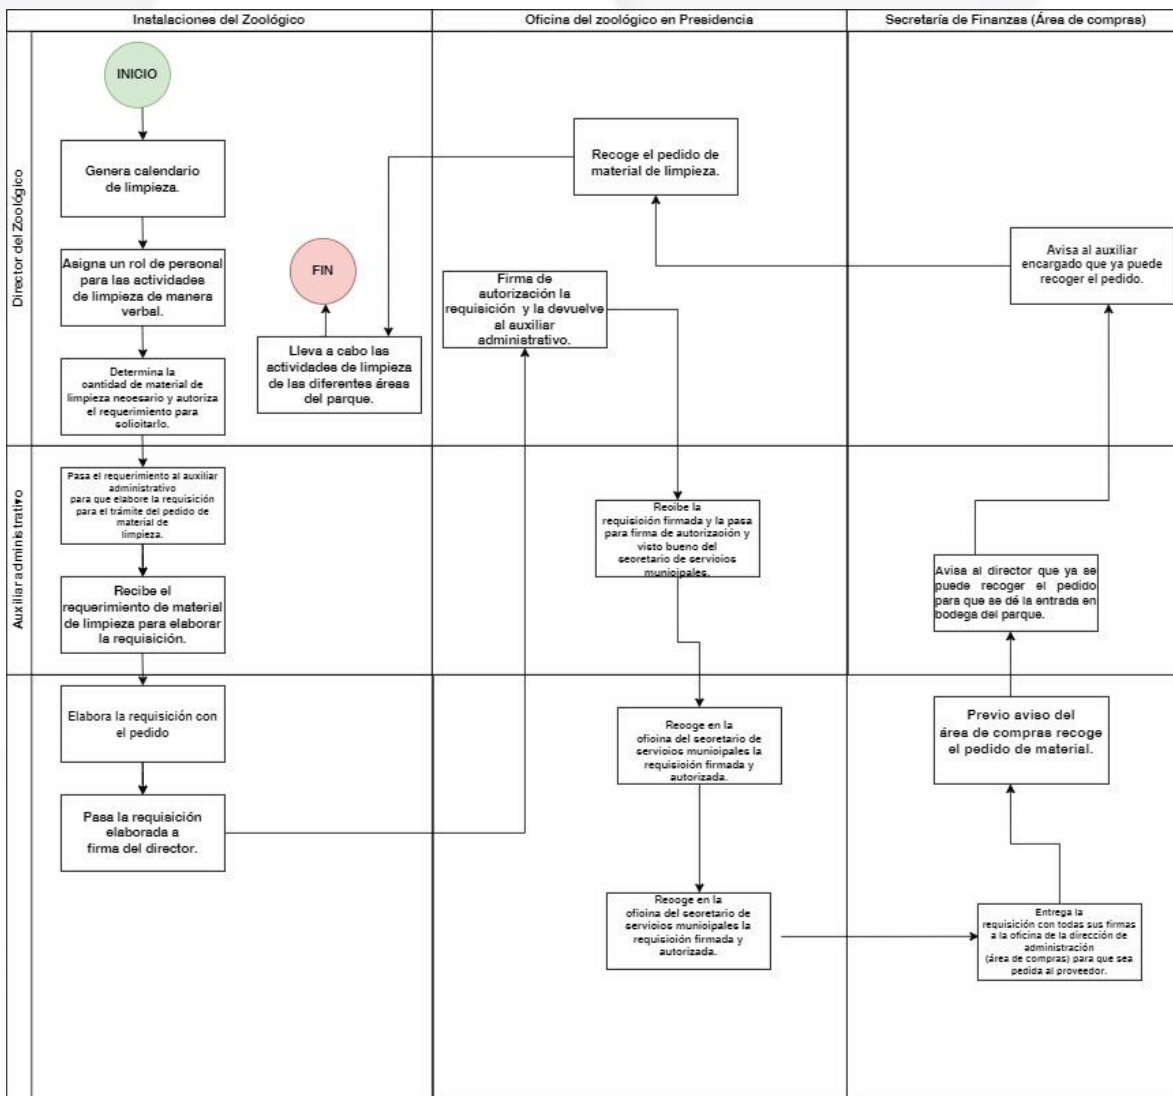 Instalaciones del Zoológico
Oficina del zoológico en Presidencia
Secretaría de Finanzas (Área de compras)
Director del Zoológico
INICIO
Genera calendario
de limpieza.
Asigna un rol de personal
para las actividades
de limpieza de manera
verbal.
Determina la
cantidad de material de
limpieza necesario y autoriza
el requerimiento para
solicitarlo.
FIN
Lleva a cabo las
actividades de limpieza
de las diferentes áreas
del parque.
Recoge el pedido de
material de limpieza.
Firma de
autorización la
requisición y la devuelve
al auxiliar
administrativo.
Avisa al auxiliar
encargado que ya puede
recoger el pedido.
Auxiliar administrativo
Pasa el requerimiento al auxiliar
administrativo
para que elabore la requisición
para el trámite del pedido de
material de
limpieza.
Recibe el
requerimiento de material
de limpieza para elaborar
la requisición.
Recibe la
requisición firmada y la pasa
para firma de autorización y
visto bueno del
secretario de servicios
municipales.
Avisa al director que ya se
puede recoger el pedido
para que se dé la entrada en
bodega del parque.
Elabora la requisición con
el pedido
Pasa la requisición
elaborada a
firma del director.
Recoge en la
oficina del secretario de
servicios municipales la
requisición firmada y
autorizada.
Recoge en la
oficina del secretario de
servicios municipales la
requisición firmada y
autorizada.
Previo aviso del
área de compras recoge
el pedido de material.
Entrega la
requisición con todas sus firmas
a la oficina de la dirección de
administración
(área de compras) para que sea
pedida al proveedor.